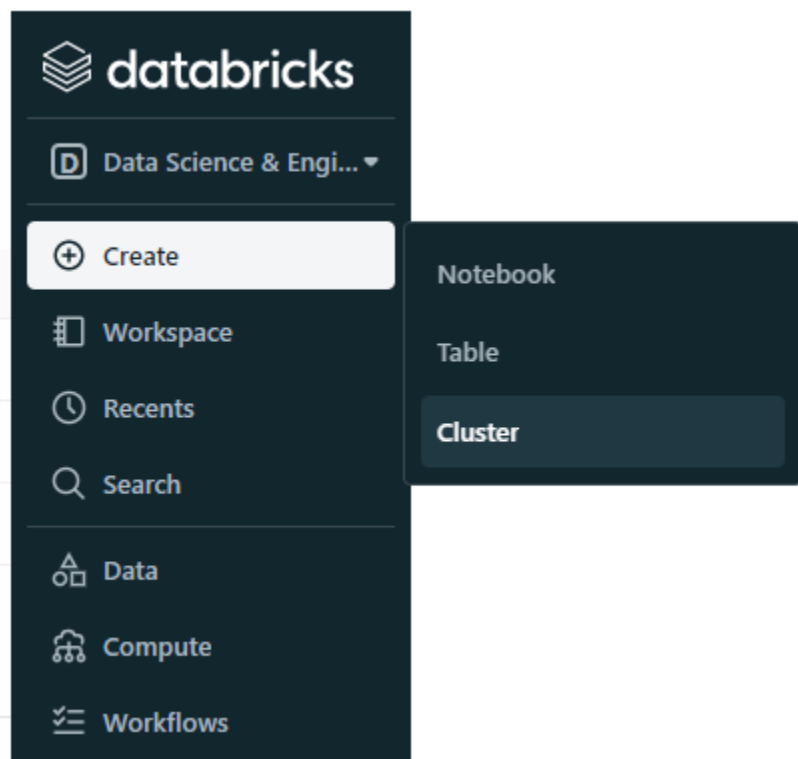 databricks
D Data Science & Engi...
Create
Workspace
Recents
Search
Data
Compute
Workflows
Notebook
Table
Cluster